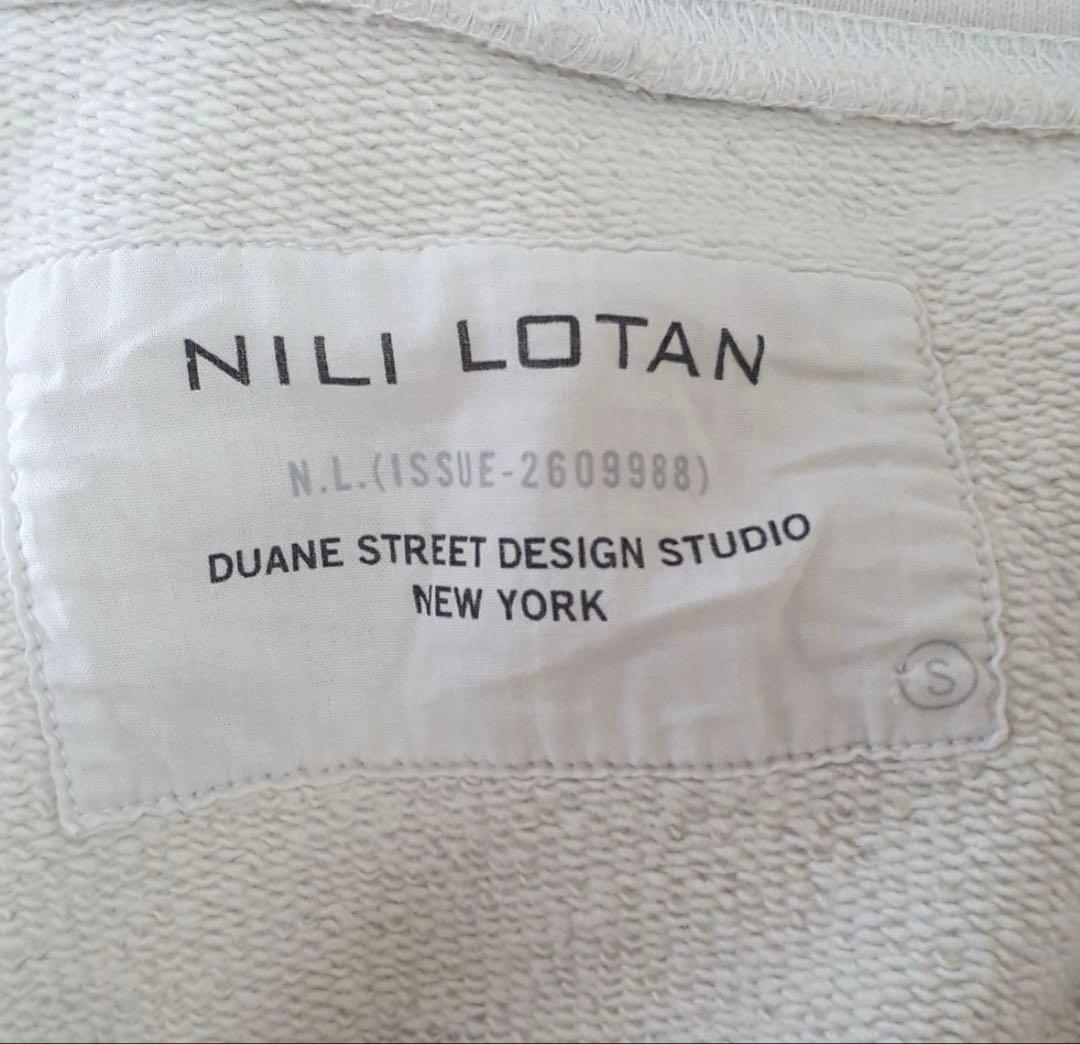 NILI LOTAN
N.L.(ISSUE-2609988)
DUANE STREET DESIGN STUDIO
NEW YORK
S